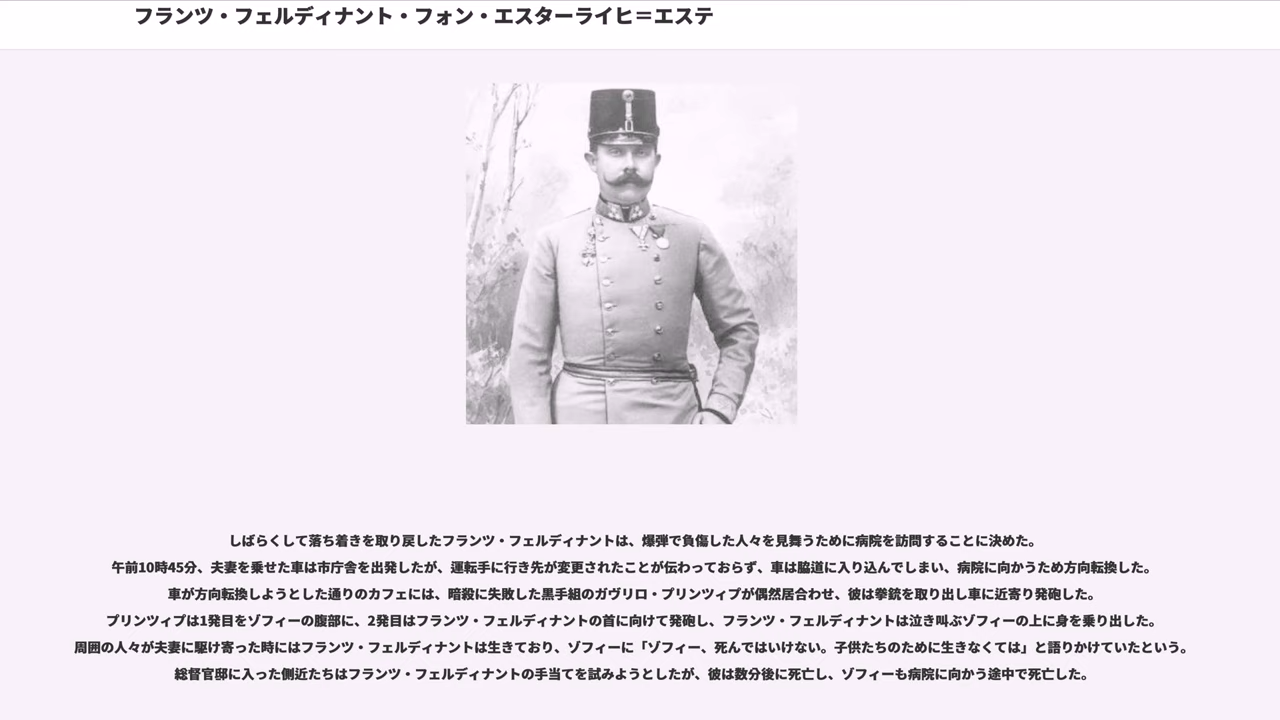 フランツ・フェルディナント・フォン・エスターライヒ＝エステ
しばらくして落ち着きを取り戻したフランツ・フェルディナントは、爆弾で負傷した人々を見舞うために病院を訪問することに決めた。
午前10時45分、夫妻を乗せた車は市庁舎を出発したが、運転手に行き先が変更されたことが伝わっておらず、車は脇道に入り込んでしまい、病院に向かうため方向転換した。
車が方向転換しようとした通りのカフェには、暗殺に失敗した黒手組のガヴリロ・プリンツィプが偶然居合わせ、彼は拳銃を取り出し車に近寄り発砲した。
プリンツィプは1発目をゾフィーの腹部に、2発目はフランツ・フェルディナントの首に向けて発砲し、フランツ・フェルディナントは泣き叫ぶゾフィーの上に身を乗り出した。
周囲の人々が夫妻に駆け寄った時にはフランツ・フェルディナントは生きており、ゾフィーに「ゾフィー、死んではいけない。子供たちのために生きなくては」と語りかけていたという。
総督官邸に入った側近たちはフランツ・フェルディナントの手当てを試みようとしたが、彼は数分後に死亡し、ゾフィーも病院に向かう途中で死亡した。